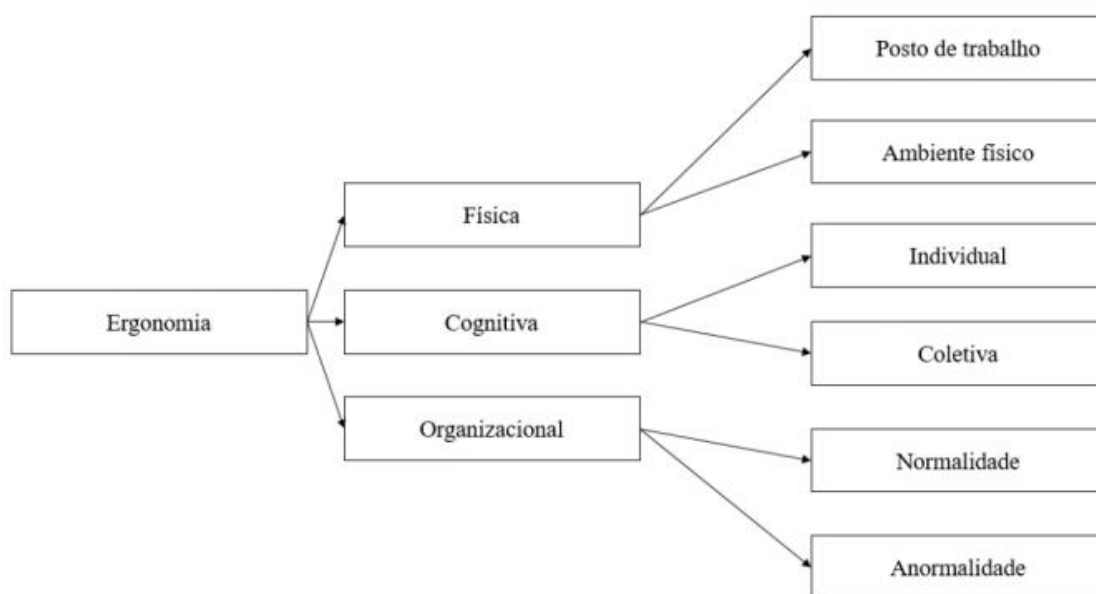 Ergonomia
Física
Cognitiva
Organizacional
Posto de trabalho
Ambiente físico
Individual
Coletiva
Normalidade
Anormalidade